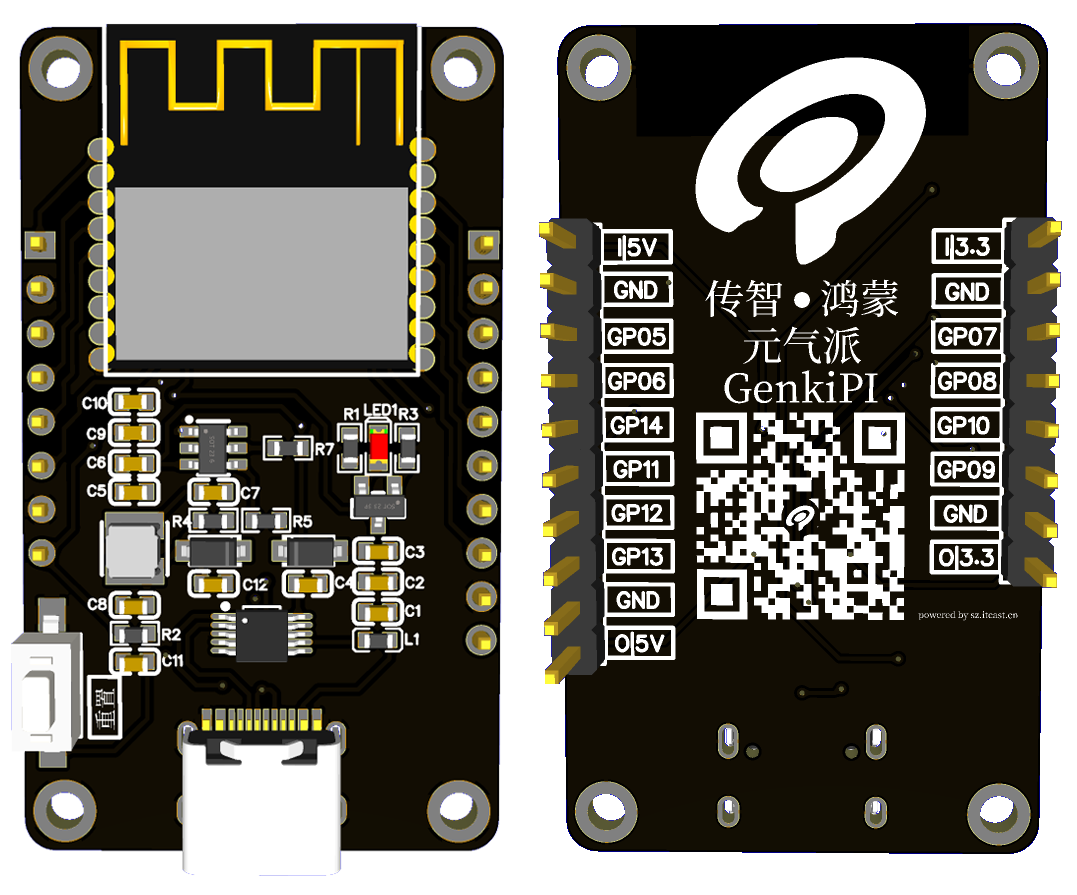 C10
C9
C6
C5
R1 LED1 R3
R7
C7
R4
R5
C3
C12
C4
C2
C8
C1
R2
L1
C11
重置
I|5V
GND
GP05
GP06
GP14
GP11
GP12
GP13
GND
O|5V
传智·鸿蒙
元气派
GenkiPI
I|3.3
GND
GP07
GP08
GP10
GP09
GND
O|3.3
powered by sz.itcast.cn